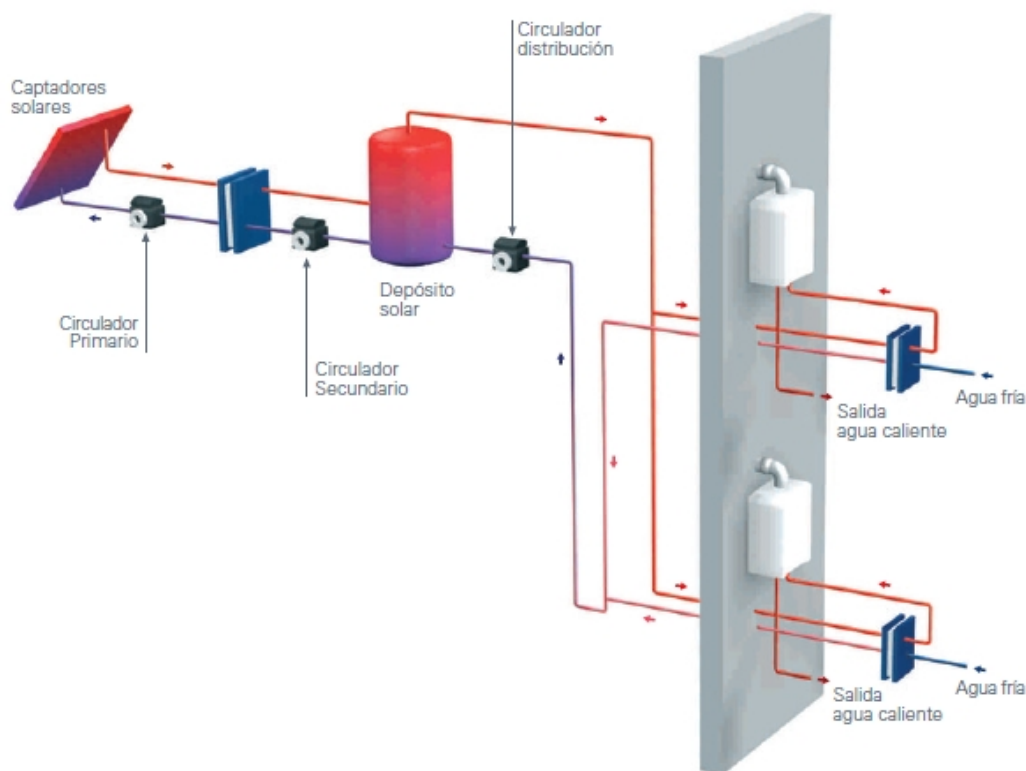 Circulador
distribución
Captadores
solares
Depósito
solar
Circulador
Primario
Circulador
Secundario
Agua fría
Salida
agua caliente
Agua fría
Salida
agua caliente